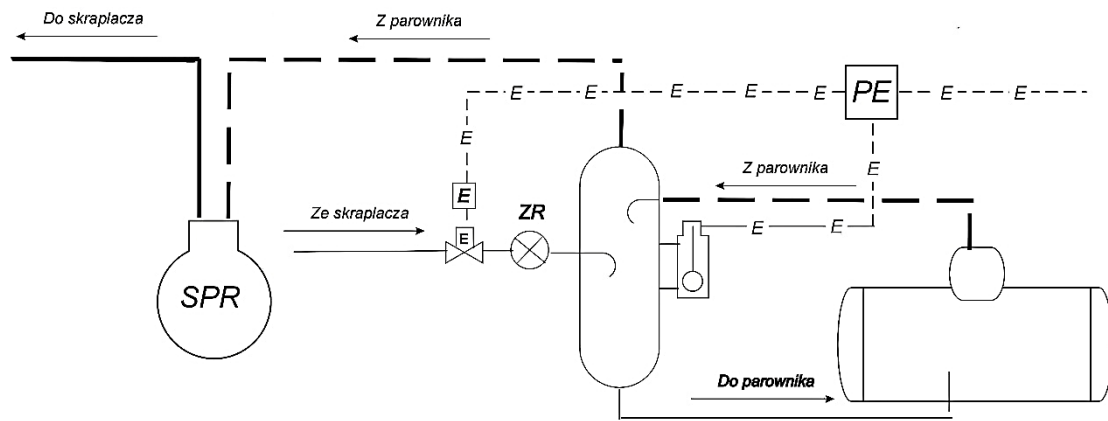 Do skraplacza
Z parownika
E E E E E PE E E
E
Z parownika
E
E
Ze skraplacza
ZR
E
E E
SPR
Do parownika